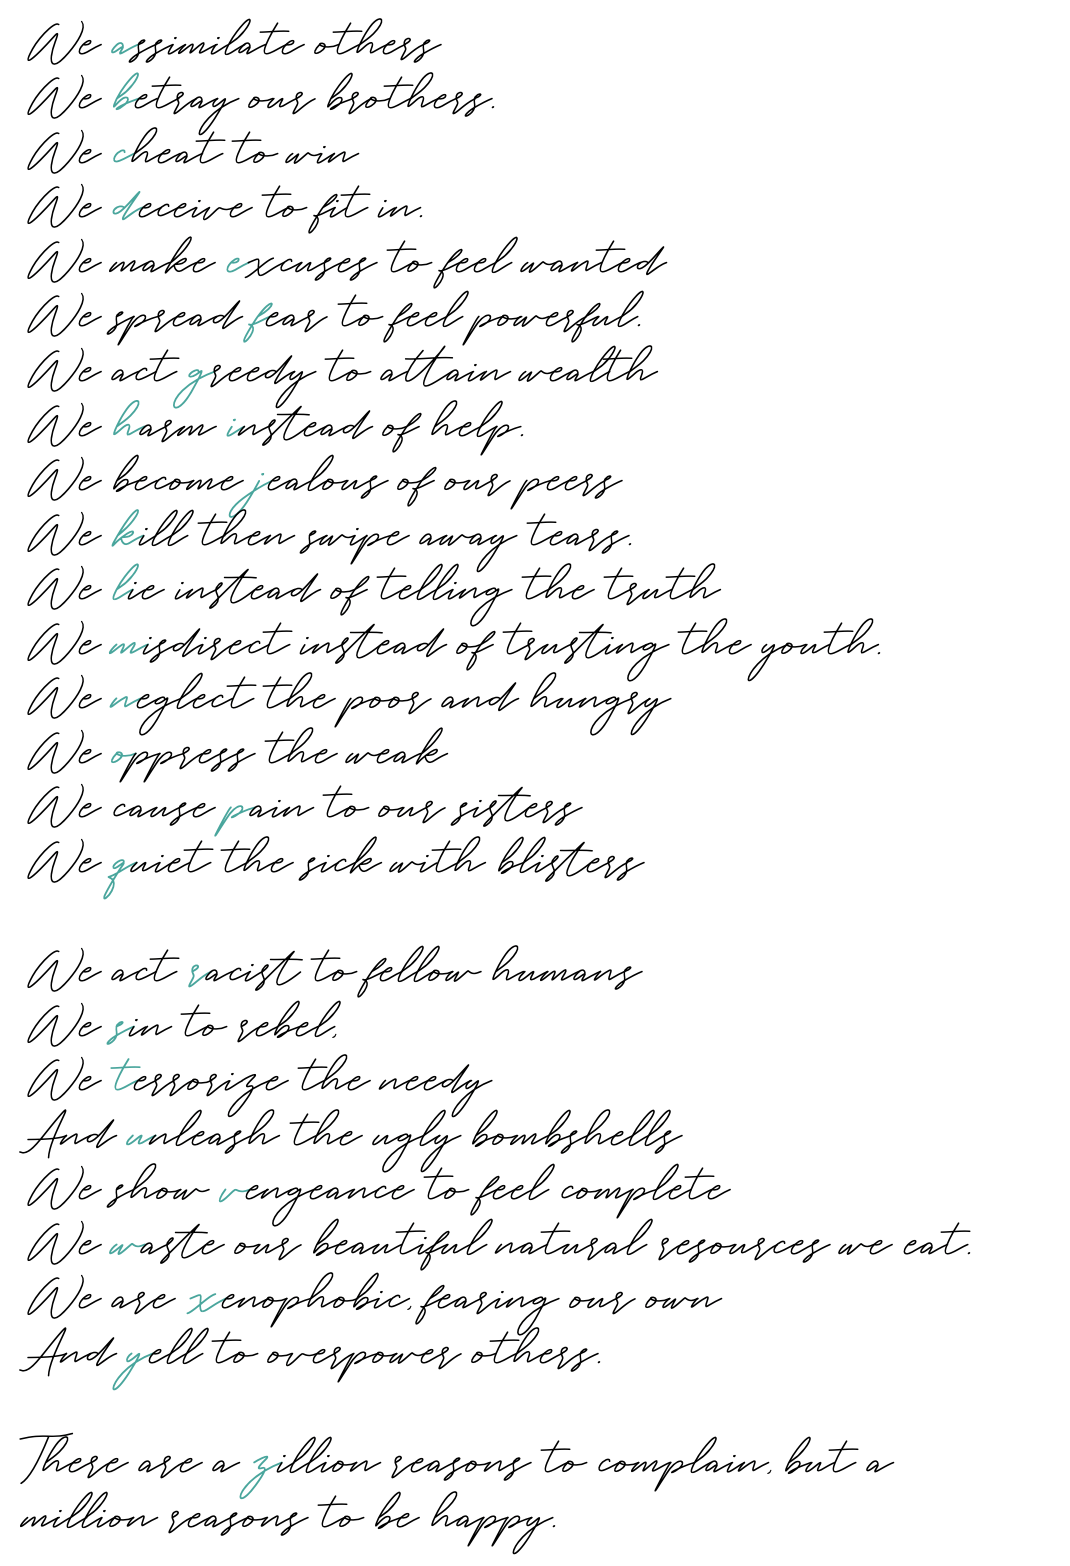 We assimilate others
We betray our brothers.
We cheat to win
We deceive to fit in.
We make excuses to feel wanted
We spread fear to feel powerful.
We act greedy to attain wealth
We harm instead of help.
We become jealous of our peers
We kill then swipe away tears.
We lie instead of telling the truth
We misdirect instead of trusting the youth.
We neglect the poor and hungry
We oppress the weak
We cause pain to our sisters
We quiet the sick with blisters
We act racist to fellow humans
We sin to rebel,
We terrorize the needy
And unleash the ugly bombshells
We show vengeance to feel complete
We waste our beautiful natural resources we eat.
We are xenophobic, fearing our own
And yell to overpower others.
There are a zillion reasons to complain, but a
million reasons to be happy.